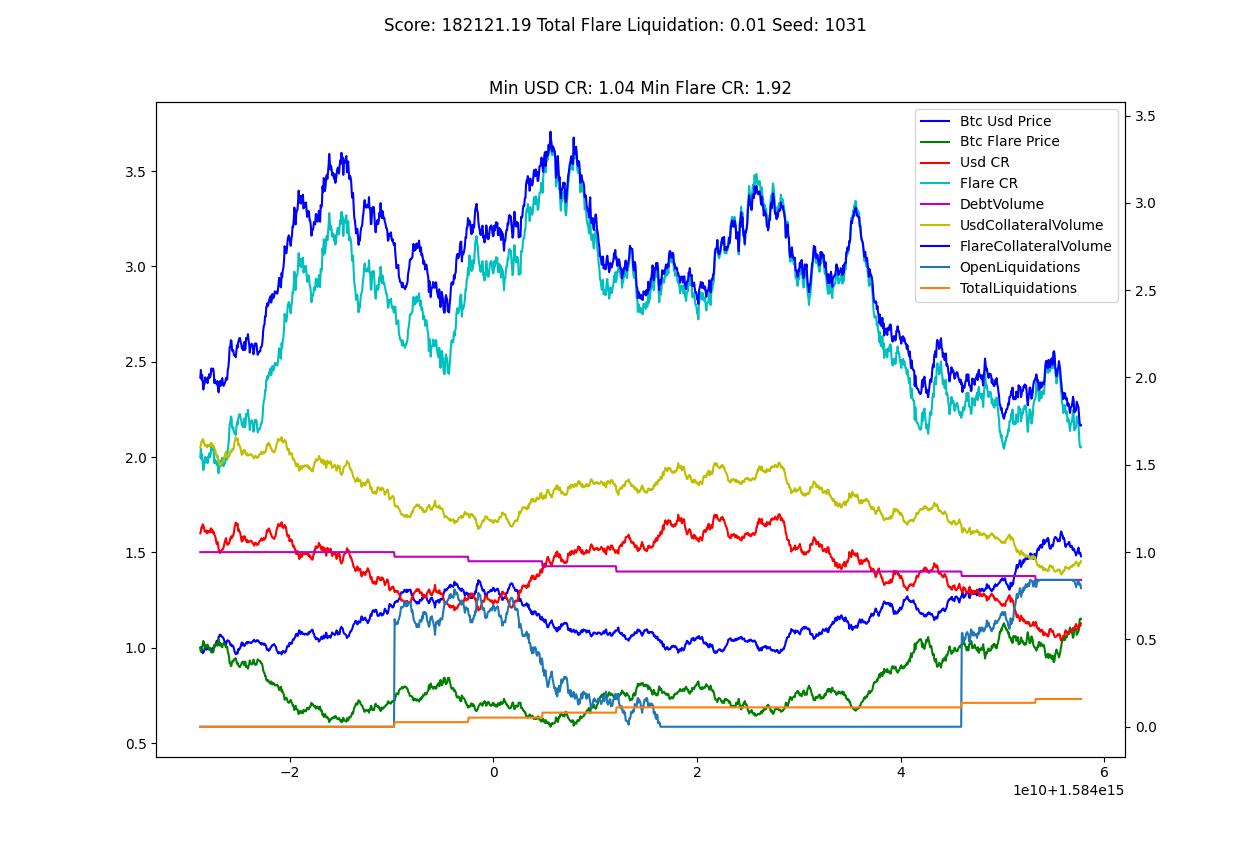 Score: 182121.19 Total Flare Liquidation: 0.01 Seed: 1031
Min USD CR: 1.04 Min Flare CR: 1.92
Btc Usd Price
Btc Flare Price
Usd CR
Flare CR
DebtVolume
UsdCollateralVolume
FlareCollateralVolume
OpenLiquidations
TotalLiquidations
3.5
3.0
2.5
2.0
1.5
1.0
0.5
3.5
3.0
2.5
2.0
1.5
1.0
0.5
0.0
−2 0 2 4 6
1e10+1.584e15